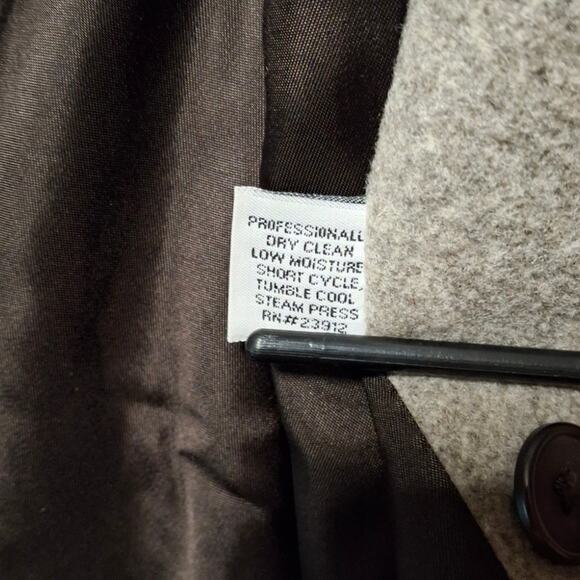 PROFESSIONALL
DRY CLEAN
LOW MOISTURE
SHORT CYCLE,
TUMBLE COOL
STEAM PRESS
RN#23912